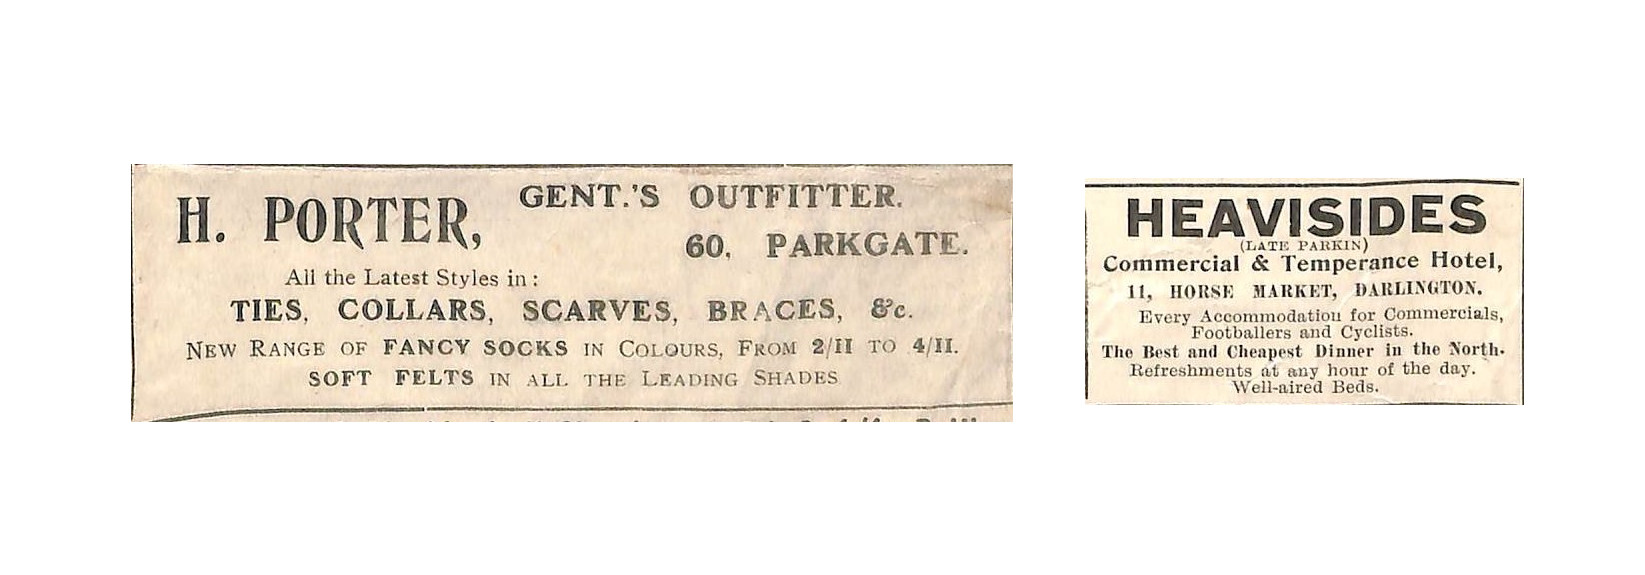 H. PORTER, GENT.'S OUTFITTER.
60, PARKGATE.
All the Latest Styles in :
TIES, COLLARS, SCARVES, BRACES, &c.
NEW RANGE OF FANCY SOCKS IN COLOURS, FROM 2/11 TO 4/11.
SOFT FELTS IN ALL THE LEADING SHADES
HEAVISIDES
(LATE PARKIN)
Commercial & Temperance Hotel,
11, HORSE MARKET, DARLINGTON.
Every Accommodation for Commercials,
Footballers and Cyclists.
The Best and Cheapest Dinner in the North.
Refreshments at any hour of the day.
Well-aired Beds.